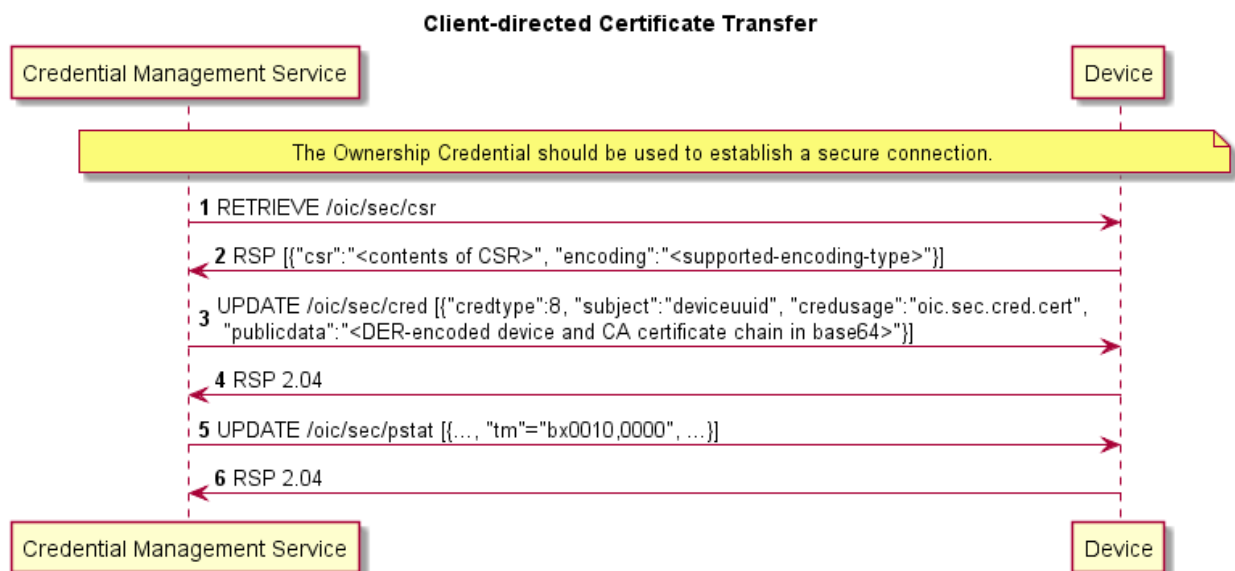 Client-directed Certificate Transfer
Credential Management Service
Device
The Ownership Credential should be used to establish a secure connection.
1 RETRIEVE /oic/sec/csr
2 RSP [{"csr":"<contents of CSR>", "encoding":"<supported-encoding-type>"}]
3 UPDATE /oic/sec/cred [{"credtype":8, "subject":"deviceuuid", "credusage":"oic.sec.cred.cert",
"publicdata":"<DER-encoded device and CA certificate chain in base64>"}]
4 RSP 2.04
5 UPDATE /oic/sec/pstat [{..., "tm"="bx0010,0000", ...}]
6 RSP 2.04
Credential Management Service
Device